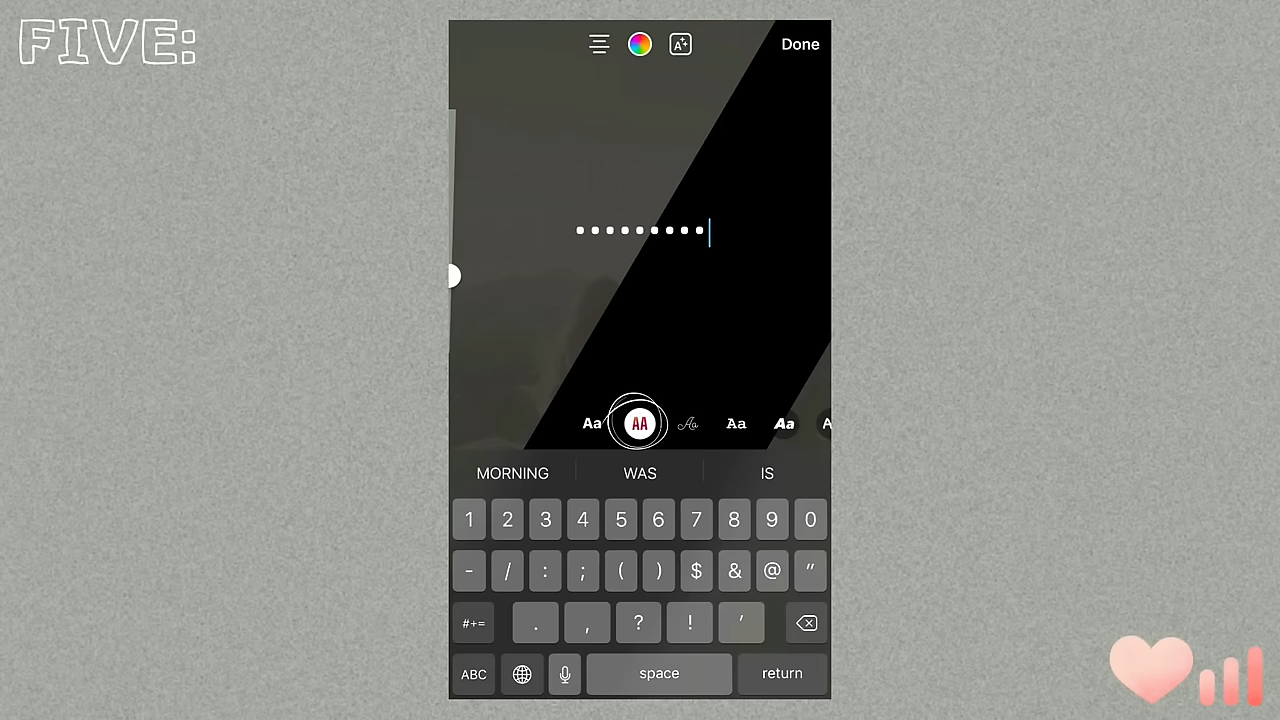 FIVE:
Done
.........
Aa AA Aa Aa Aa A
MORNING WAS IS
1 2 3 4 5 6 7 8 9 0
- / : ; ( ) $ & @ "
#+= . , ? ! '
ABC space return